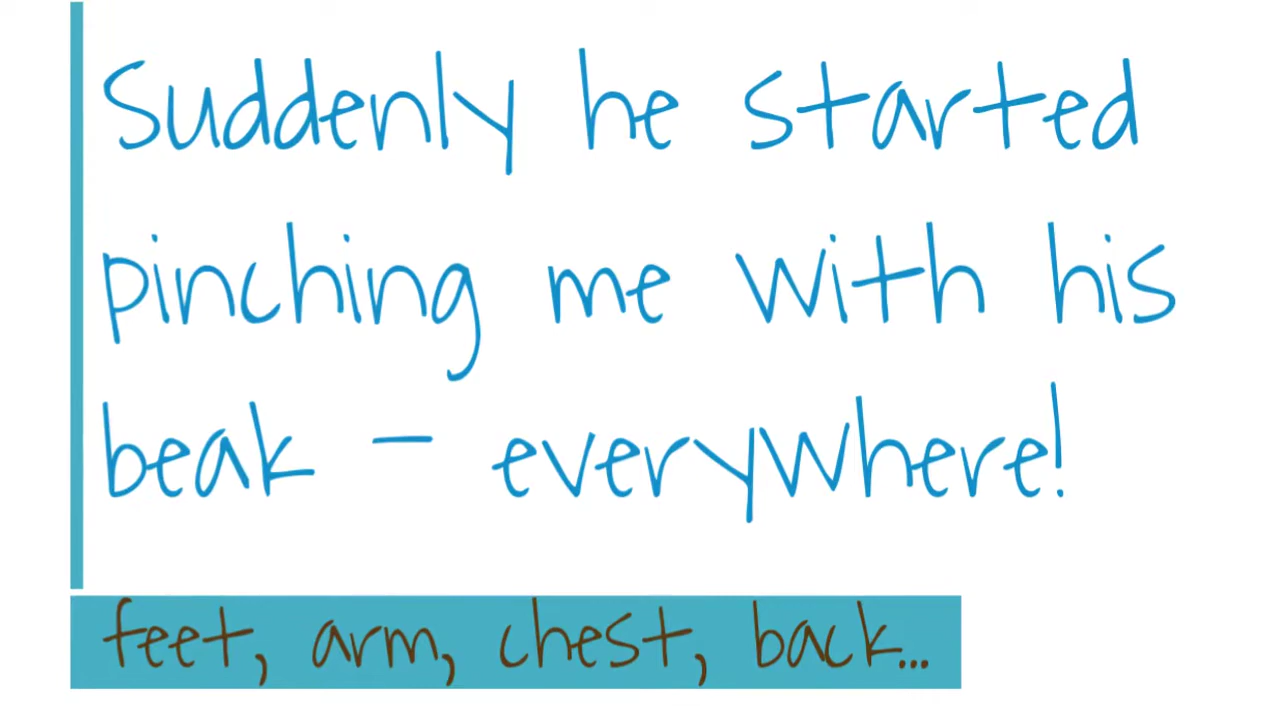 Suddenly he started
pinching me with his
beak – everywhere!
feet, arm, chest, back...